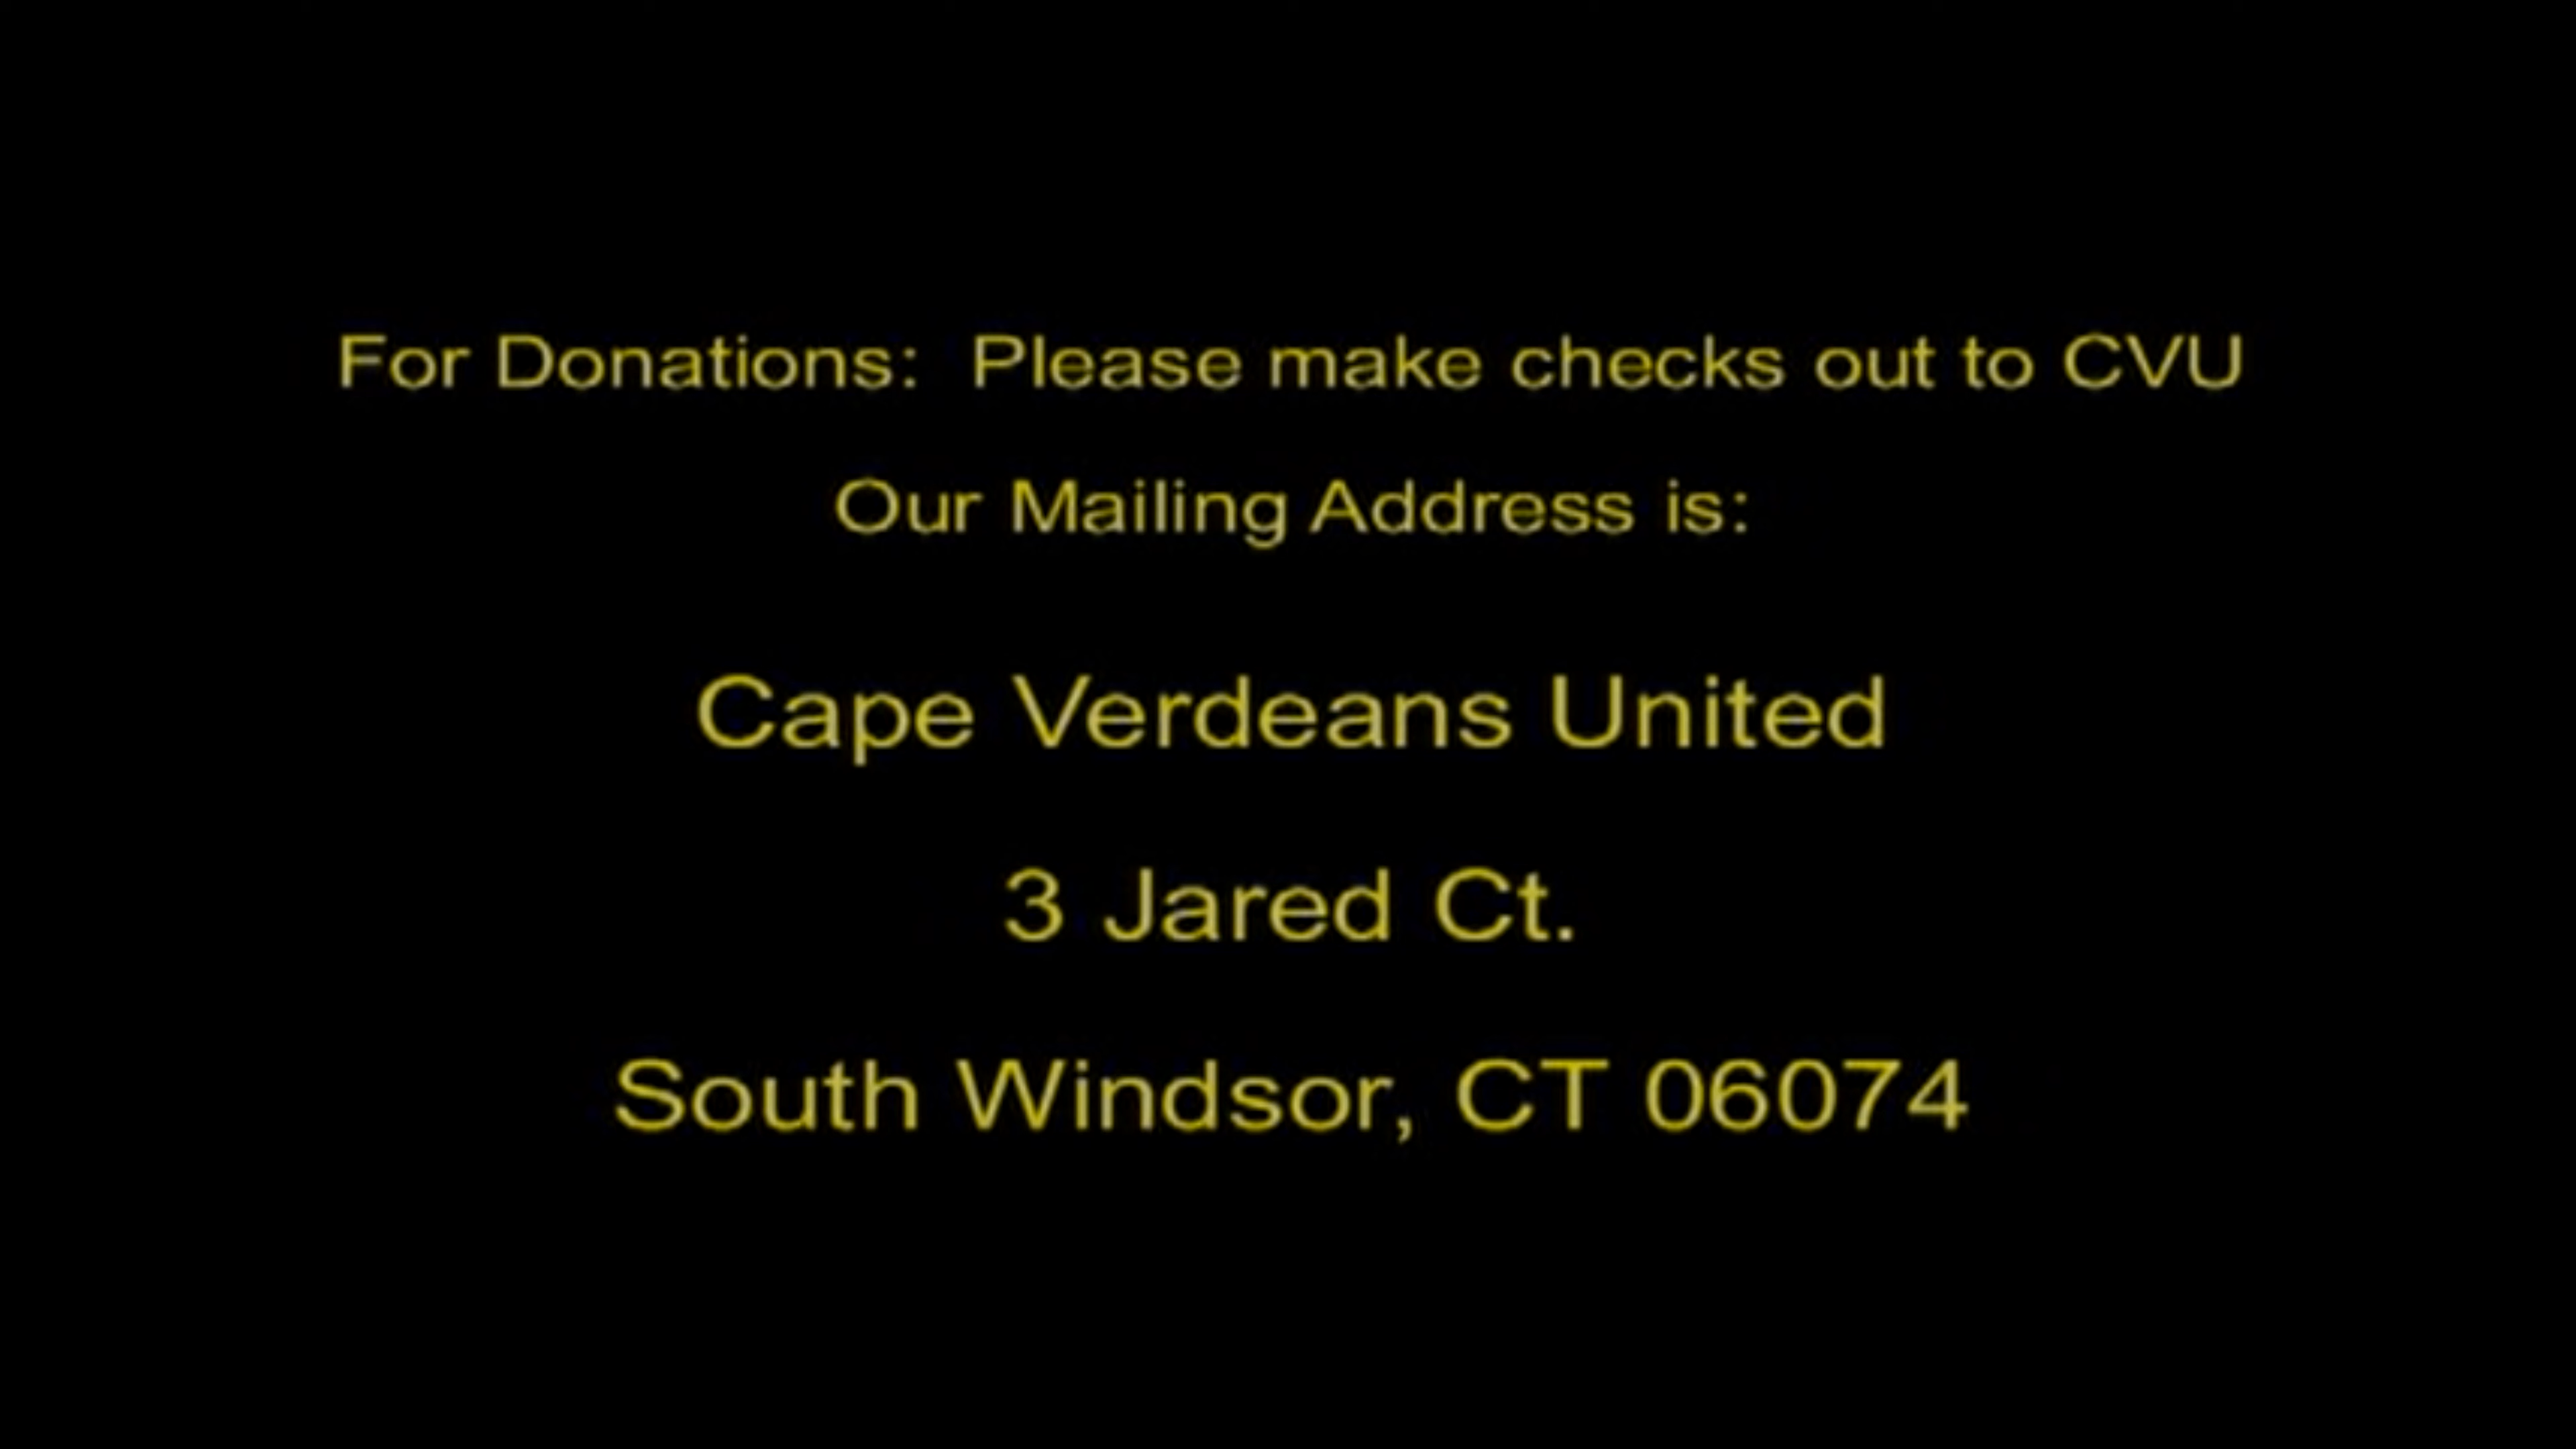 For Donations:  Please make checks out to CVU
Our Mailing Address is:
Cape Verdeans United
3 Jared Ct.
South Windsor, CT 06074